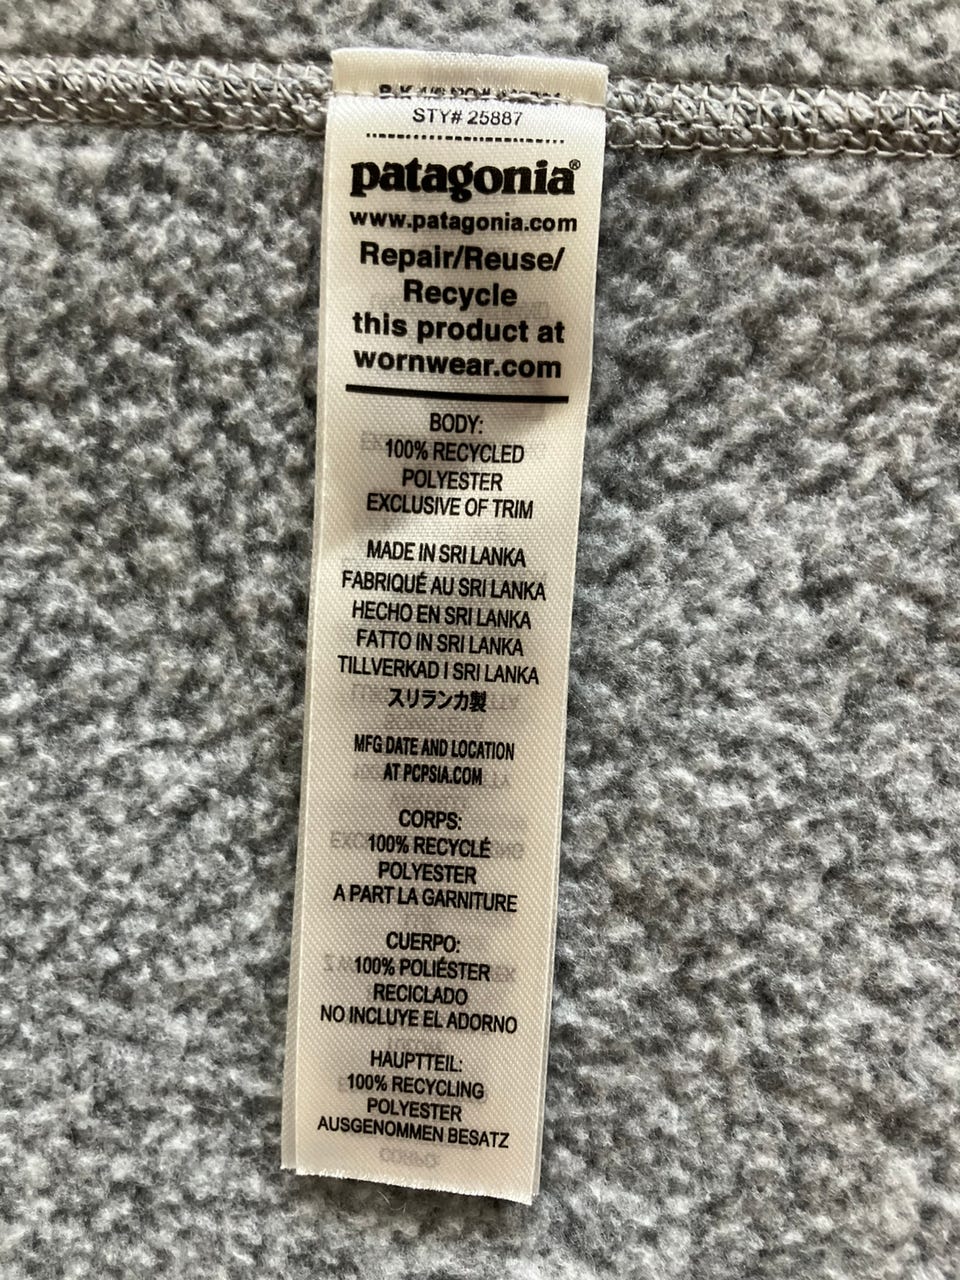 STY# 25887
patagonia®
www.patagonia.com
Repair/Reuse/
Recycle
this product at
wornwear.com
BODY:
100% RECYCLED
POLYESTER
EXCLUSIVE OF TRIM
MADE IN SRI LANKA
FABRIQUÉ AU SRI LANKA
HECHO EN SRI LANKA
FATTO IN SRI LANKA
TILLVERKAD I SRI LANKA
スリランカ製
MFG DATE AND LOCATION
AT PCPSIA.COM
CORPS:
100% RECYCLÉ
POLYESTER
A PART LA GARNITURE
CUERPO:
100% POLIÉSTER
RECICLADO
NO INCLUYE EL ADORNO
HAUPTTEIL:
100% RECYCLING
POLYESTER
AUSGENOMMEN BESATZ